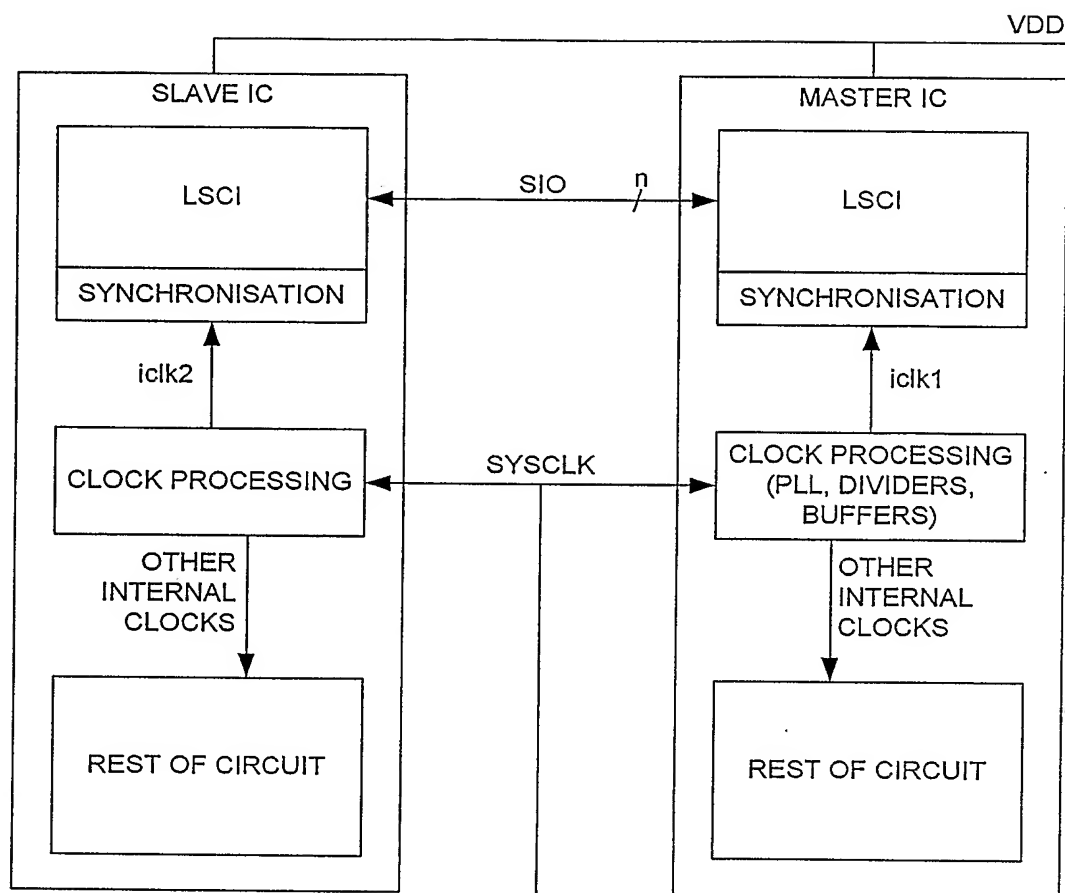 VDD
SLAVE IC
MASTER IC
LSCI
SIO
n
LSCI
SYNCHRONISATION
SYNCHRONISATION
iclk2
iclk1
CLOCK PROCESSING
SYSCLK
CLOCK PROCESSING
(PLL, DIVIDERS,
BUFFERS)
OTHER
INTERNAL
CLOCKS
OTHER
INTERNAL
CLOCKS
REST OF CIRCUIT
REST OF CIRCUIT